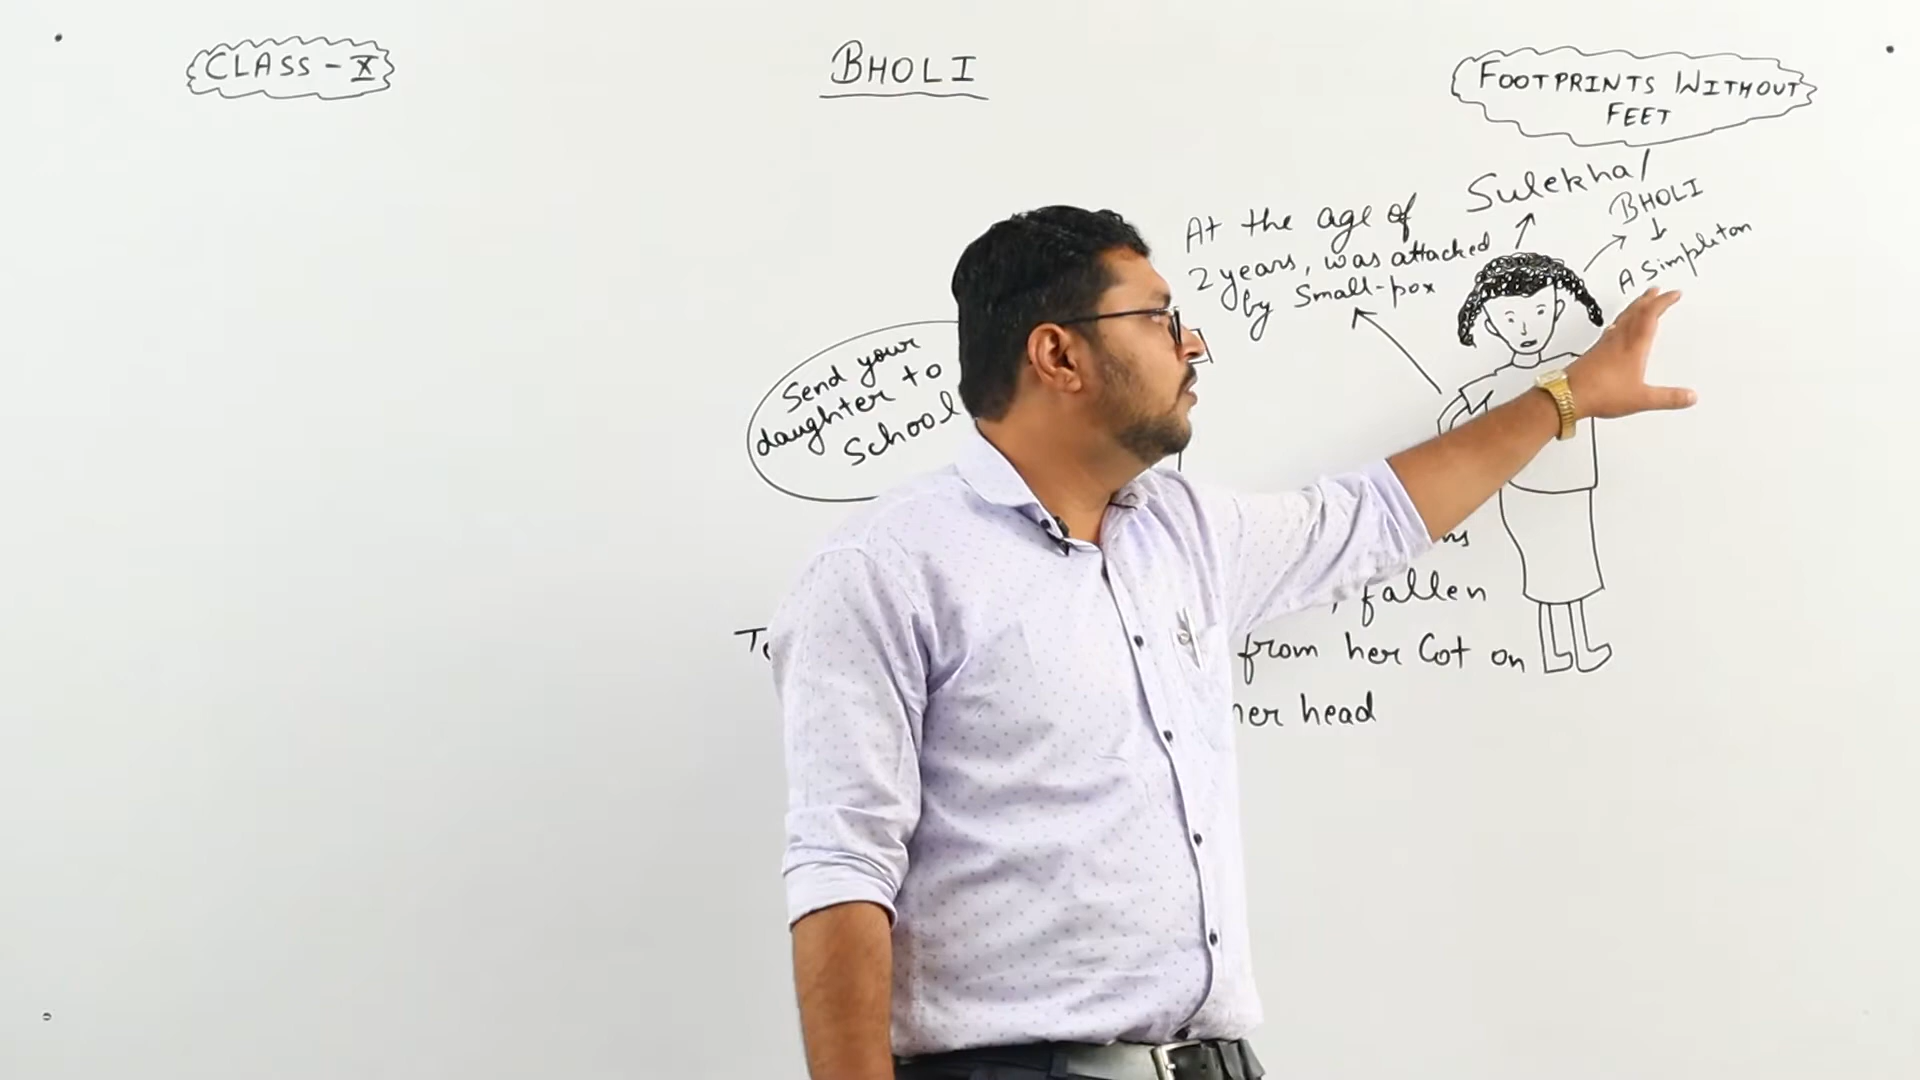 CLASS - X
BHOLI
FOOTPRINTS WITHOUT
FEET
Sulekha/
BHOLI
A Simpleton
At the age of
2 years, was attacked
by Small-pox
Send your
daughter to
School
fallen
from her Cot on
her head